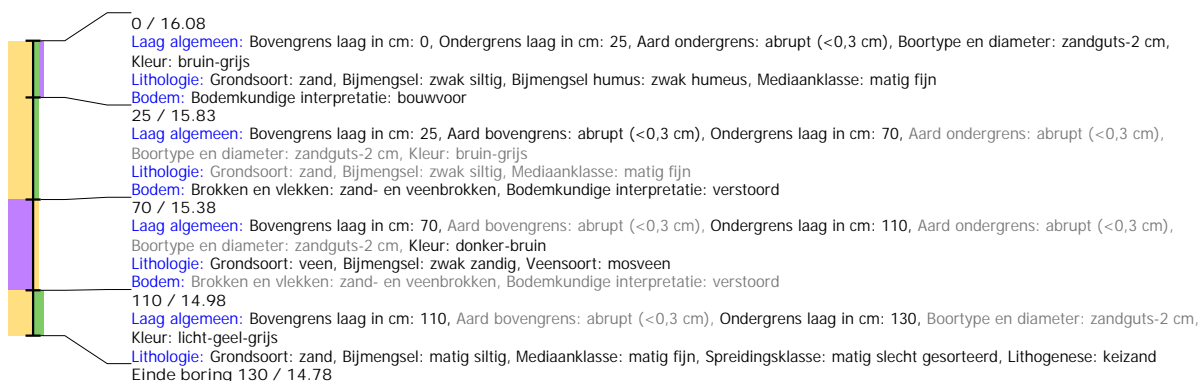 0 / 16.08
Laag algemeen: Bovengrens laag in cm: 0, Ondergrens laag in cm: 25, Aard ondergrens: abrupt (<0,3 cm), Boortype en diameter: zandguts-2 cm,
Kleur: bruin-grijs
Lithologie: Grondsoort: zand, Bijmengsel: zwak siltig, Bijmengsel humus: zwak humeus, Mediaanklasse: matig fijn
Bodem: Bodemkundige interpretatie: bouwvoor
25 / 15.83
Laag algemeen: Bovengrens laag in cm: 25, Aard bovengrens: abrupt (<0,3 cm), Ondergrens laag in cm: 70, Aard ondergrens: abrupt (<0,3 cm),
Boortype en diameter: zandguts-2 cm, Kleur: bruin-grijs
Lithologie: Grondsoort: zand, Bijmengsel: zwak siltig, Mediaanklasse: matig fijn
Bodem: Brokken en vlekken: zand- en veenbrokken, Bodemkundige interpretatie: verstoord
70 / 15.38
Laag algemeen: Bovengrens laag in cm: 70, Aard bovengrens: abrupt (<0,3 cm), Ondergrens laag in cm: 110, Aard ondergrens: abrupt (<0,3 cm),
Boortype en diameter: zandguts-2 cm, Kleur: donker-bruin
Lithologie: Grondsoort: veen, Bijmengsel: zwak zandig, Veensoort: mosveen
Bodem: Brokken en vlekken: zand- en veenbrokken, Bodemkundige interpretatie: verstoord
110 / 14.98
Laag algemeen: Bovengrens laag in cm: 110, Aard bovengrens: abrupt (<0,3 cm), Ondergrens laag in cm: 130, Boortype en diameter: zandguts-2 cm,
Kleur: licht-geel-grijs
Lithologie: Grondsoort: zand, Bijmengsel: matig siltig, Mediaanklasse: matig fijn, Spreidingsklasse: matig slecht gesorteerd, Lithogenese: keizand
Einde boring 130 / 14.78